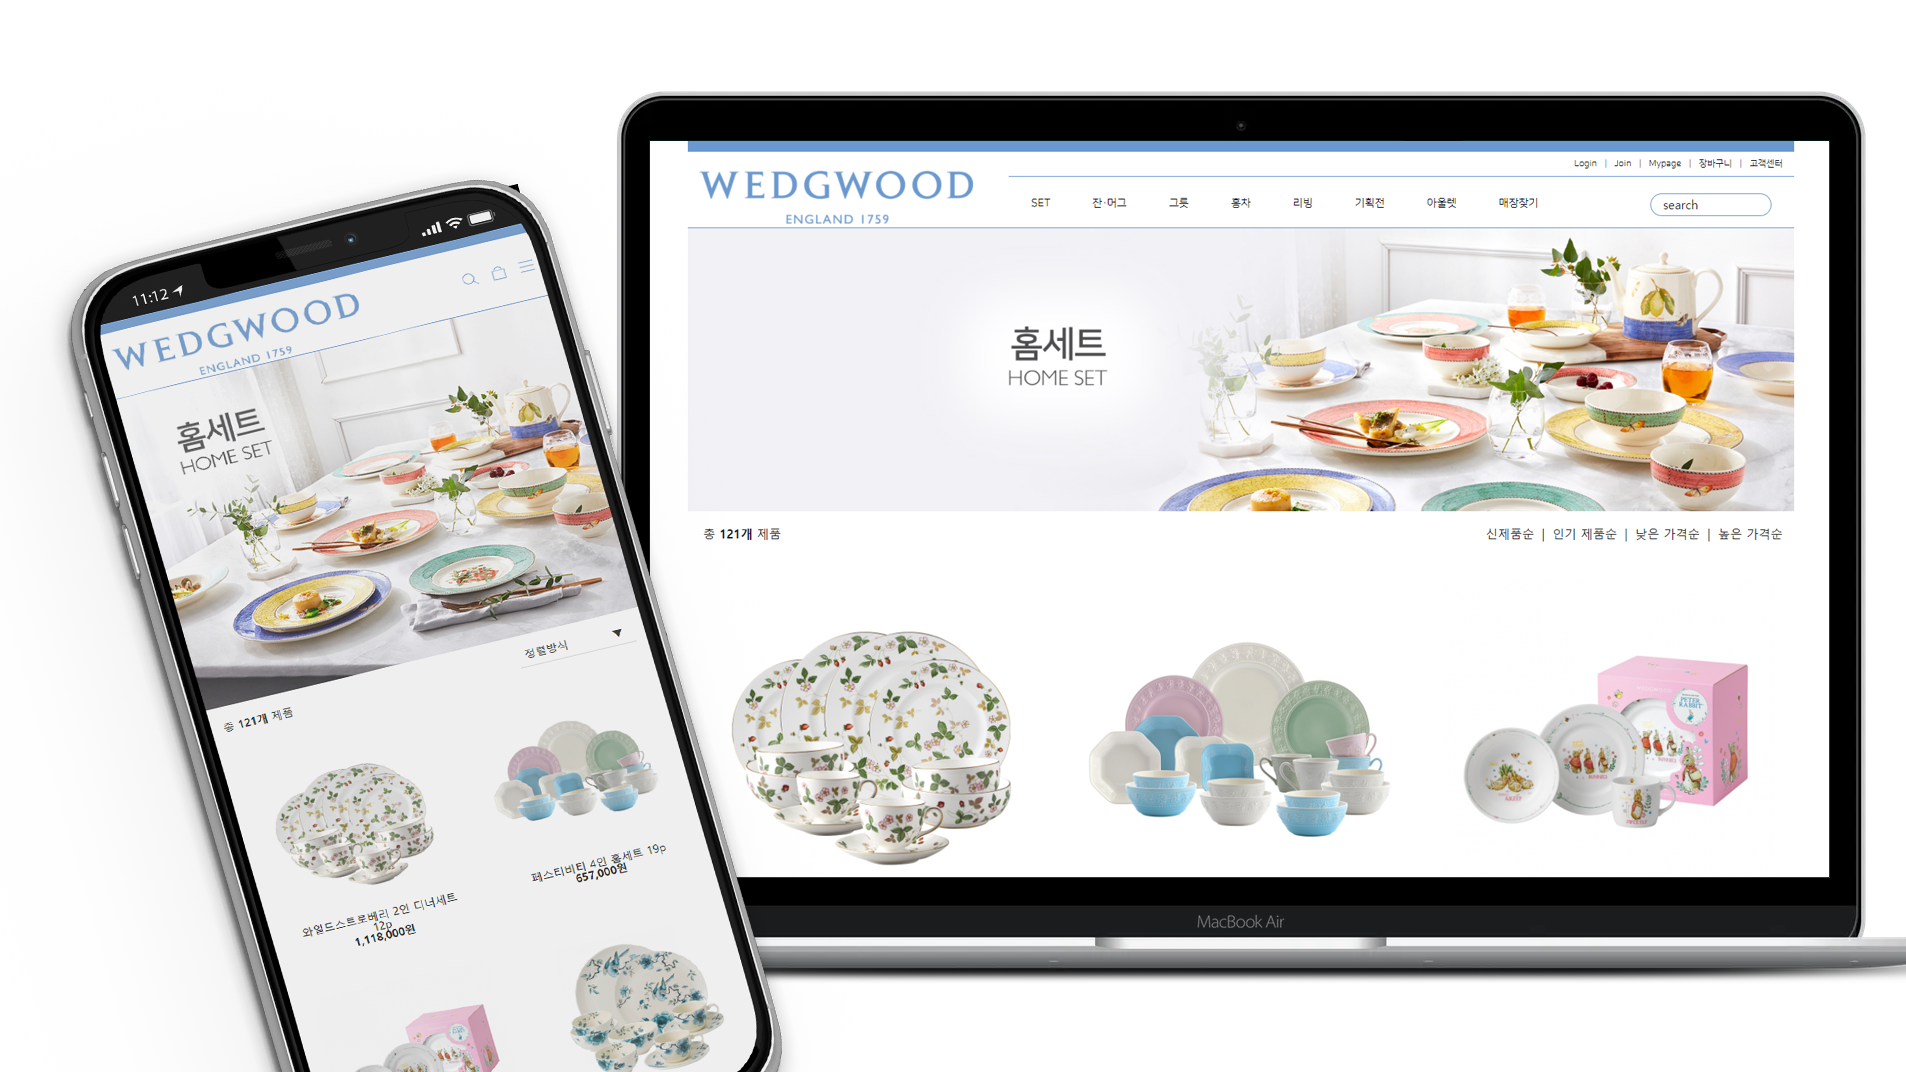 11:12
WEDGWOOD
ENGLAND 1759
홈세트
HOME SET
정렬방식 ▼
총 121개 제품
와일드스트로베리 2인 디너세트
12p
1,118,000원
페스티비티 4인 홈세트 19p
657,000원
Login | Join | Mypage | 장바구니 | 고객센터
WEDGWOOD
ENGLAND 1759
SET 잔·머그 그릇 홍차 리빙 기획전 아울렛 매장찾기
search
홈세트
HOME SET
총 121개 제품
신제품순 | 인기 제품순 | 낮은 가격순 | 높은 가격순
PETER
RABBIT
MacBook Air